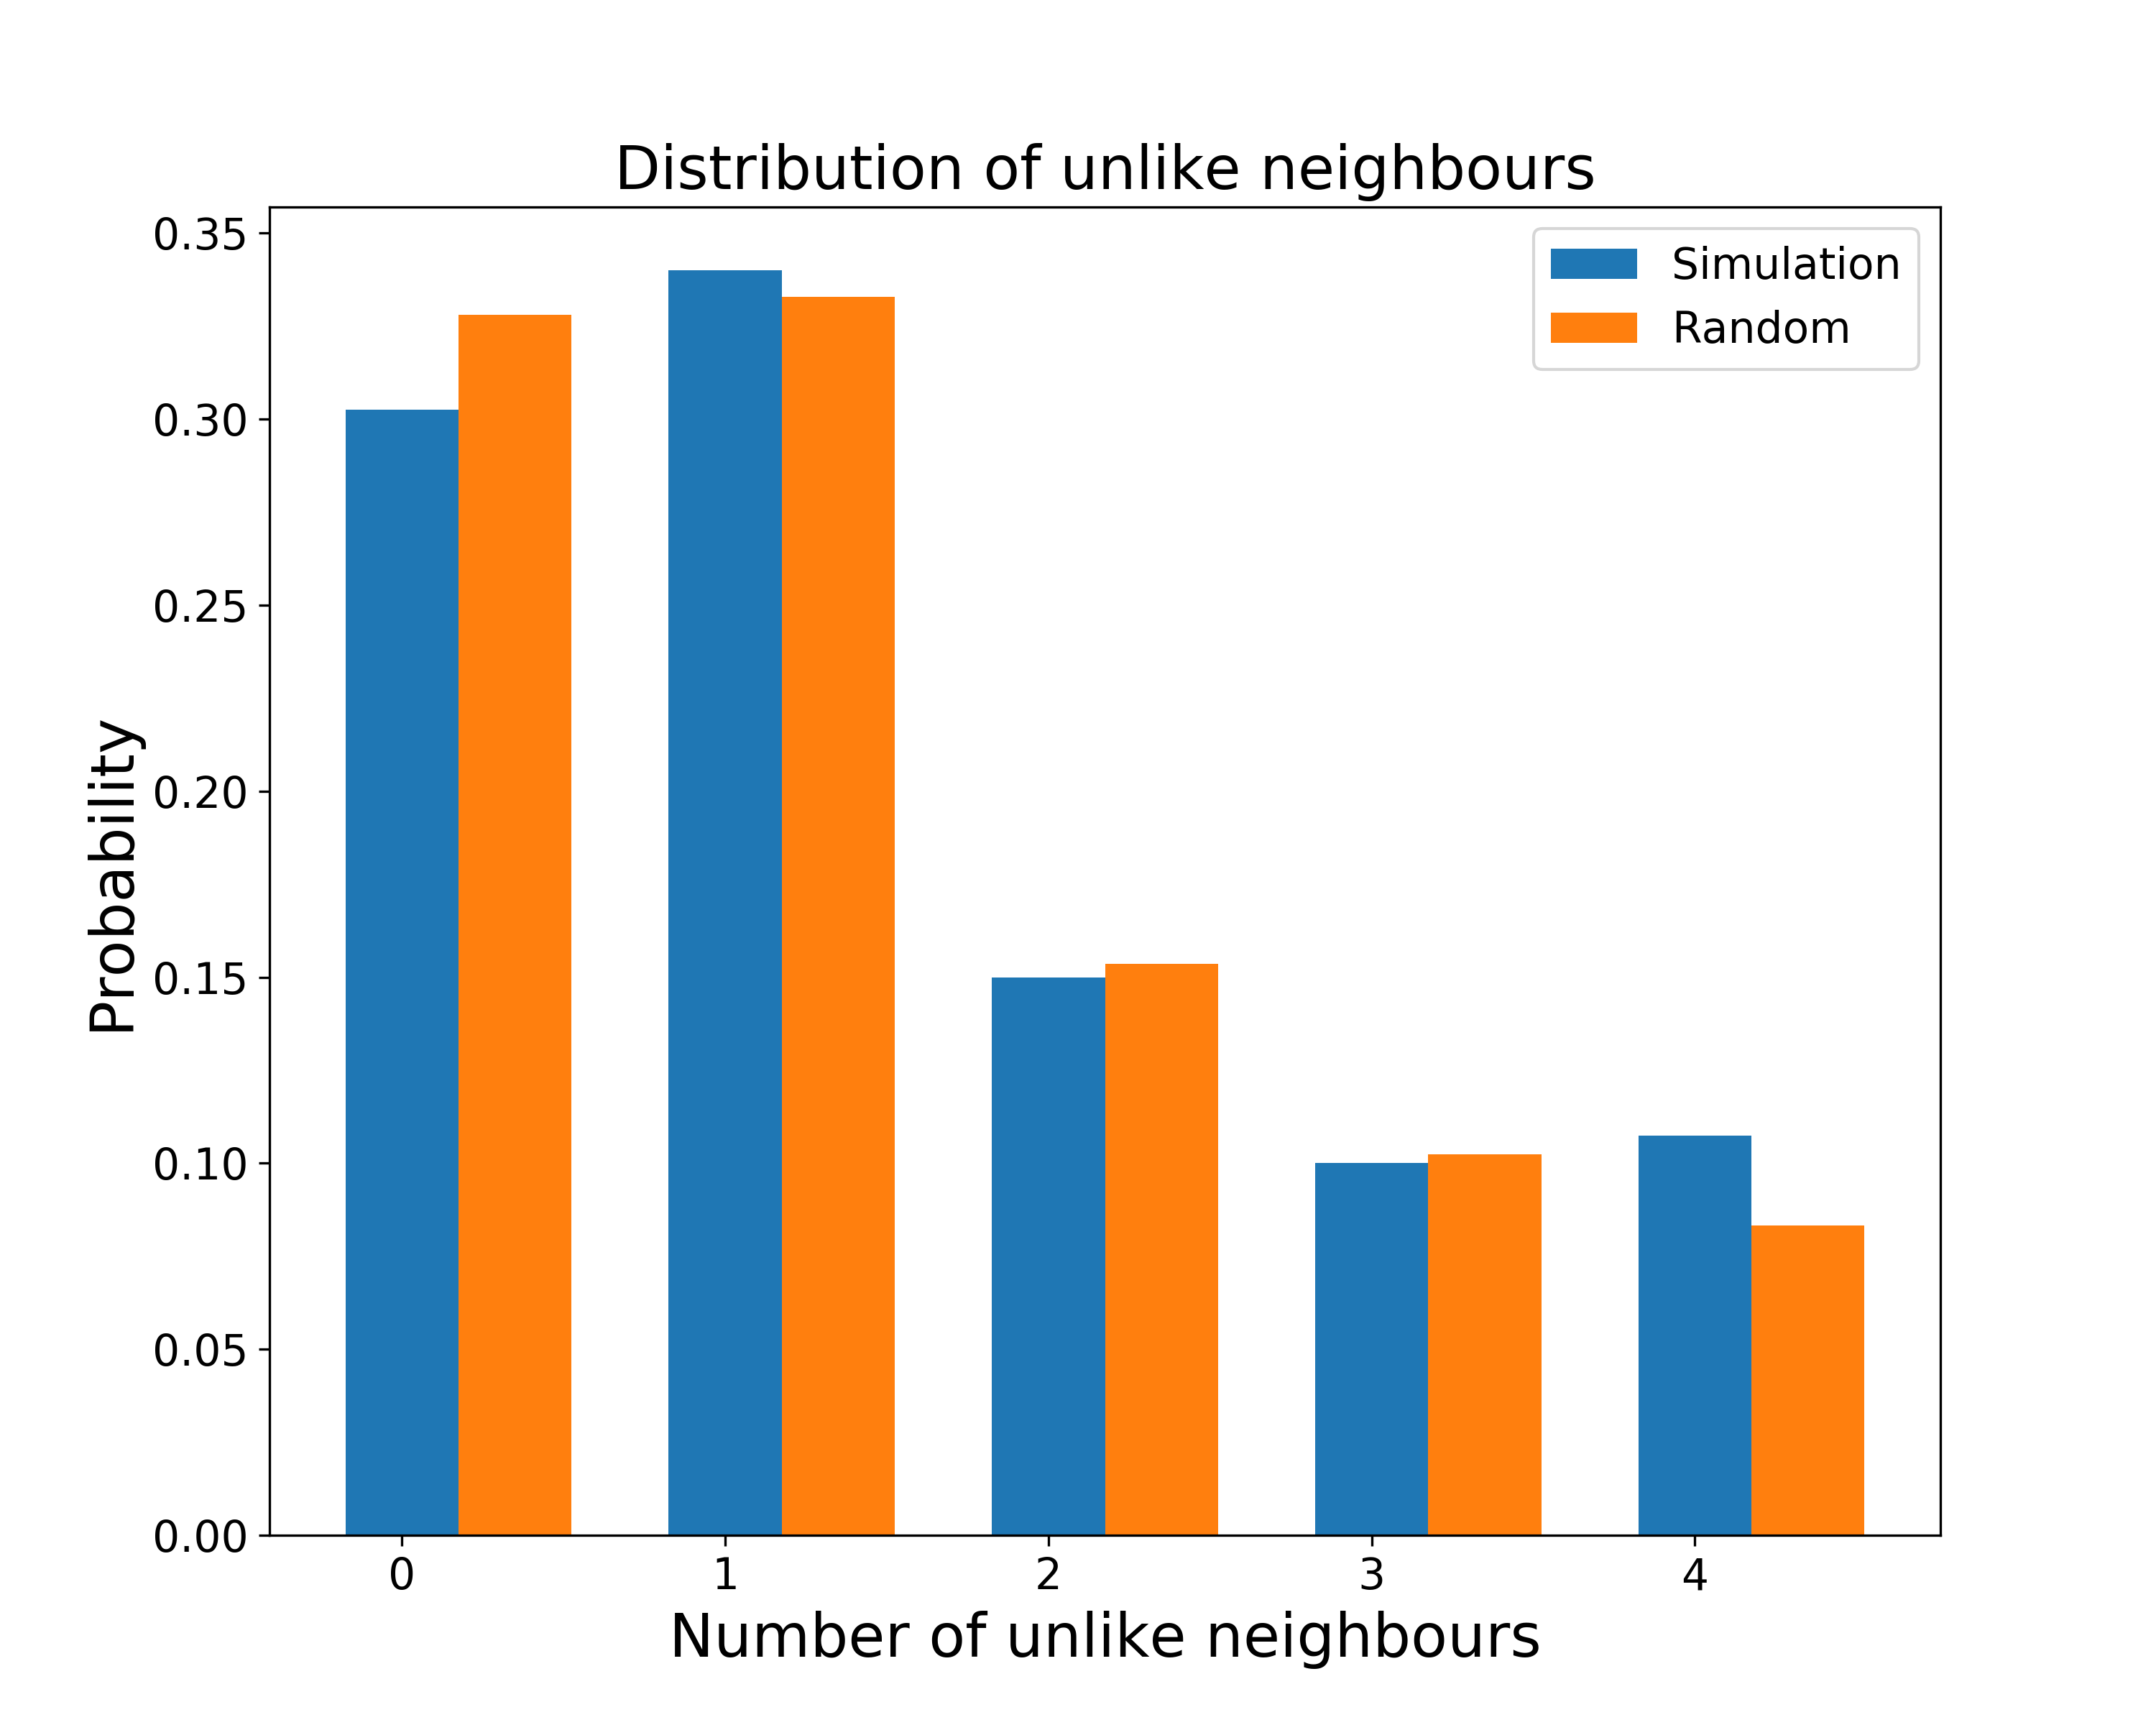 Distribution of unlike neighbours
Simulation
Random
0.35
0.30
0.25
0.20
0.15
0.10
0.05
0.00
Probability
0 1 2 3 4
Number of unlike neighbours